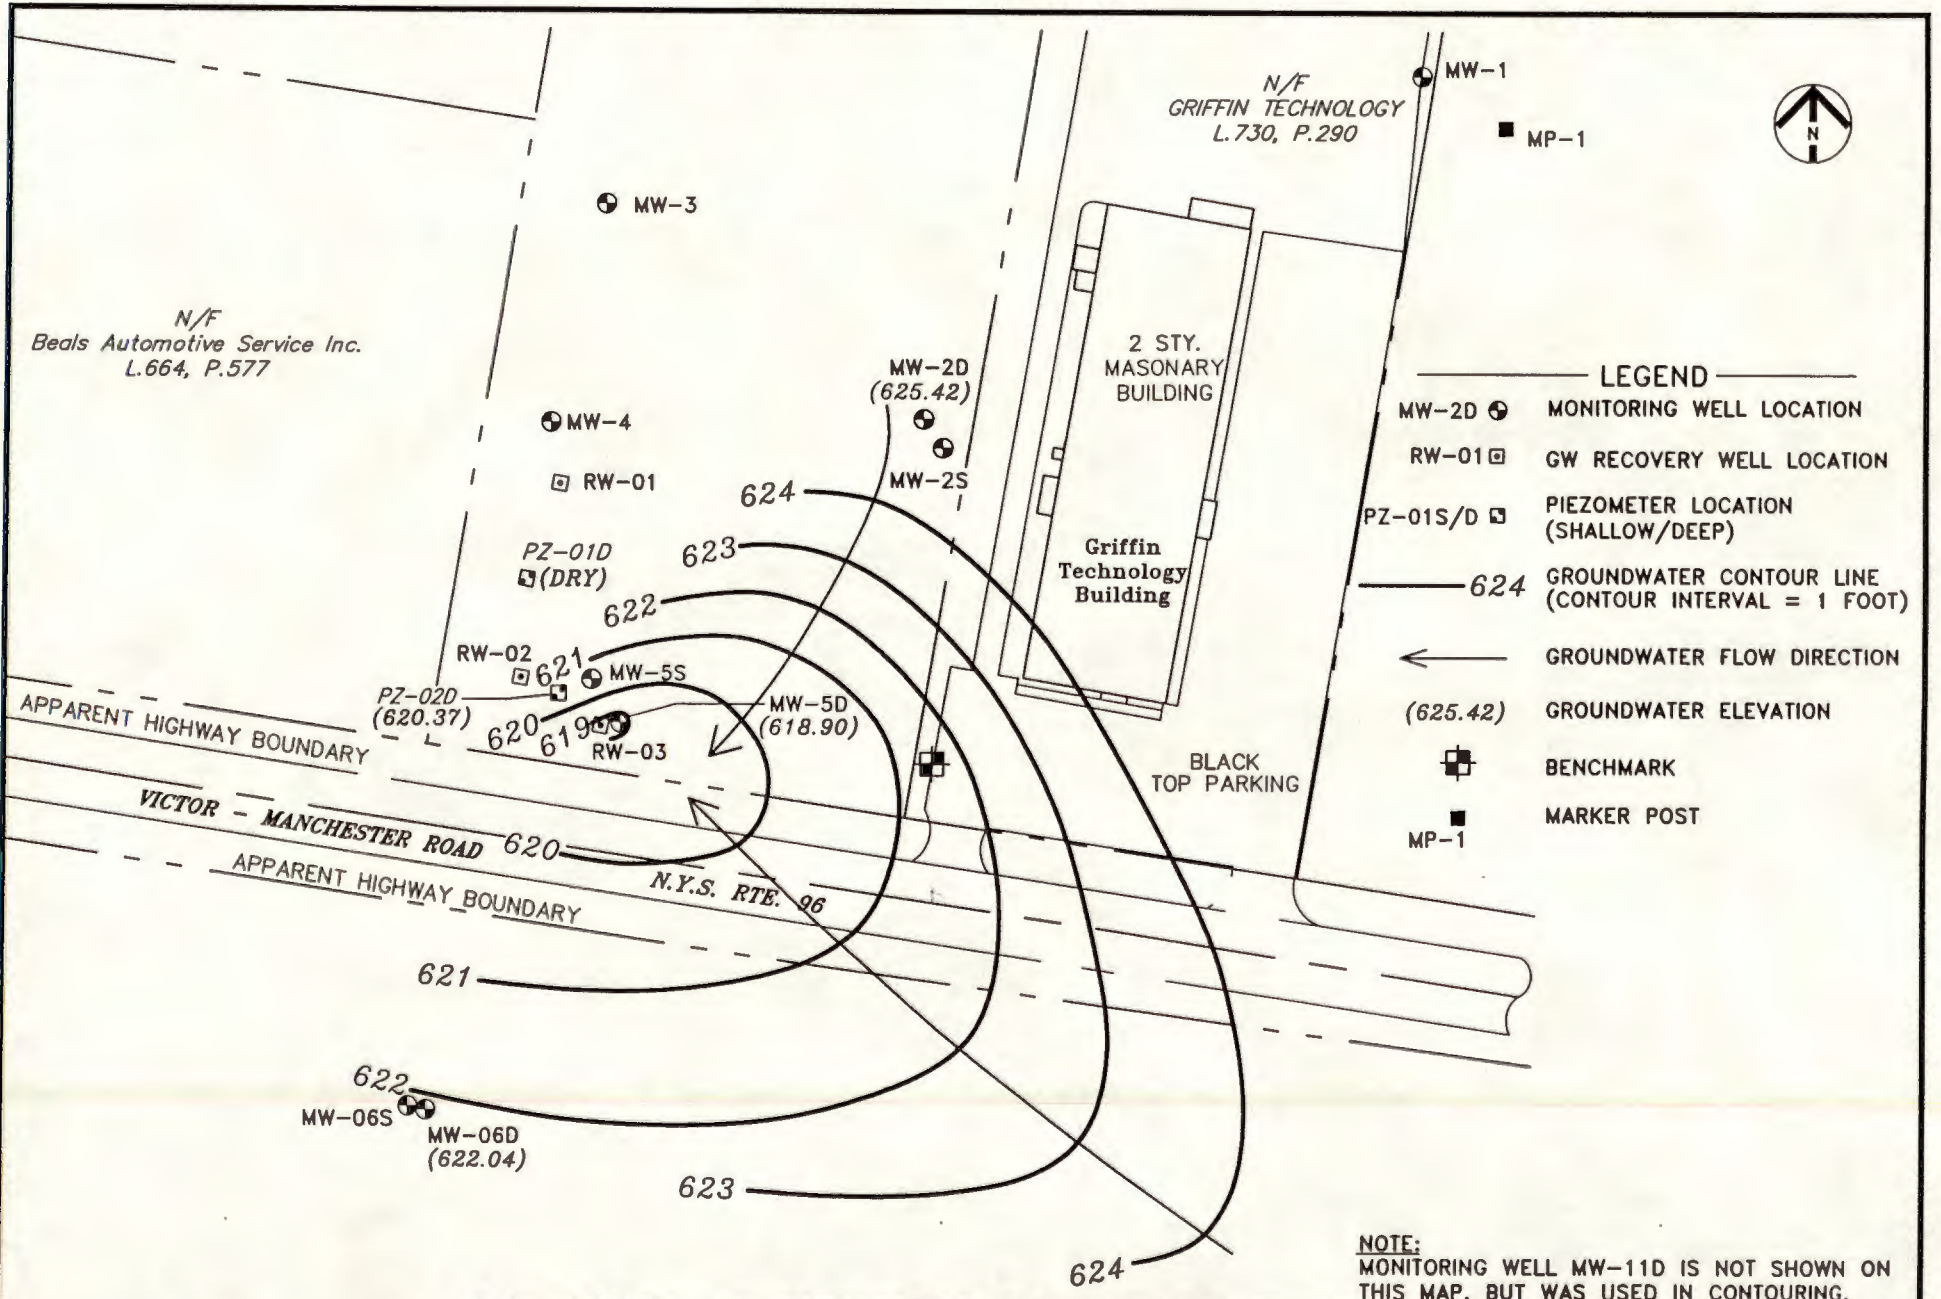 MW-1
N/F
GRIFFIN TECHNOLOGY
L.730, P.290
MP-1
N
MW-3
N/F
Beals Automotive Service Inc.
L.664, P.577
2 STY.
MASONARY
BUILDING
MW-2D
(625.42)
MW-4
RW-01
MW-2S
624
623
PZ-01D
(DRY)
Griffin
Technology
Building
622
RW-02
621
MW-5S
PZ-02D
(620.37)
620
619
MW-5D
(618.90)
RW-03
APPARENT HIGHWAY BOUNDARY
BLACK
TOP PARKING
VICTOR - MANCHESTER ROAD
620
N.Y.S. RTE. 96
APPARENT HIGHWAY BOUNDARY
621
622
MW-06S
MW-06D
(622.04)
623
624
LEGEND
MW-2D MONITORING WELL LOCATION
RW-01 GW RECOVERY WELL LOCATION
PZ-01S/D PIEZOMETER LOCATION
(SHALLOW/DEEP)
624 GROUNDWATER CONTOUR LINE
(CONTOUR INTERVAL = 1 FOOT)
GROUNDWATER FLOW DIRECTION
(625.42) GROUNDWATER ELEVATION
BENCHMARK
MARKER POST
MP-1
NOTE:
MONITORING WELL MW-11D IS NOT SHOWN ON
THIS MAP, BUT WAS USED IN CONTOURING.